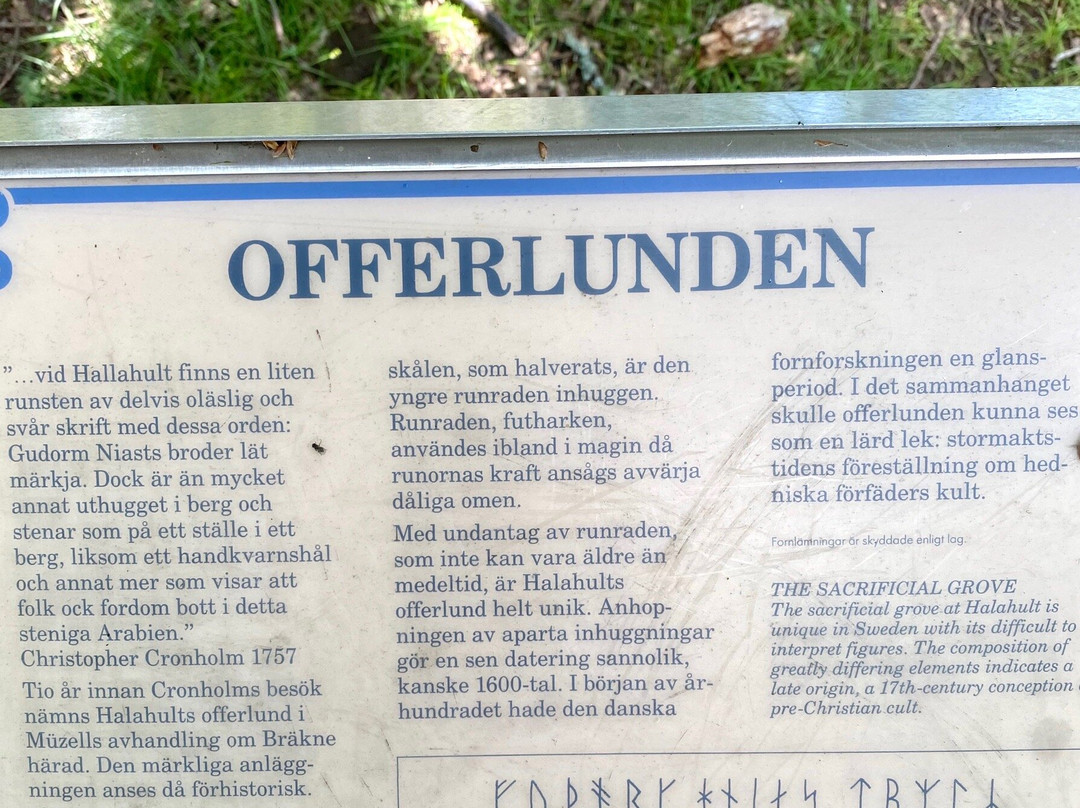 OFFERLUNDEN
”…vid Hallahult finns en liten
runsten av delvis oläslig och
svår skrift med dessa orden:
Gudorm Niasts broder lät
märkja. Dock är än mycket
annat uthugget i berg och
stenar som på ett ställe i ett
berg, liksom ett handkvarnshål
och annat mer som visar att
folk ock fordom bott i detta
steniga Arabien.”
Christopher Cronholm 1757
Tio år innan Cronholms besök
nämns Halahults offerlund i
Müzells avhandling om Bräkne
härad. Den märkliga anlägg-
ningen anses då förhistorisk.
skålen, som halverats, är den
yngre runraden inhuggen.
Runraden, futharken,
användes ibland i magin då
runornas kraft ansågs avvärja
dåliga omen.
Med undantag av runraden,
som inte kan vara äldre än
medeltid, är Halahults
offerlund helt unik. Anhop-
ningen av aparta inhuggningar
gör en sen datering sannolik,
kanske 1600-tal. I början av år-
hundradet hade den danska
fornforskningen en glans-
period. I det sammanhanget
skulle offerlunden kunna ses
som en lärd lek: stormakts-
tidens föreställning om hed-
niska förfäders kult.
Fornlämningar är skyddade enligt lag.
THE SACRIFICIAL GROVE
The sacrificial grove at Halahult is
unique in Sweden with its difficult to
interpret figures. The composition of
greatly differing elements indicates a
late origin, a 17th-century conception
pre-Christian cult.